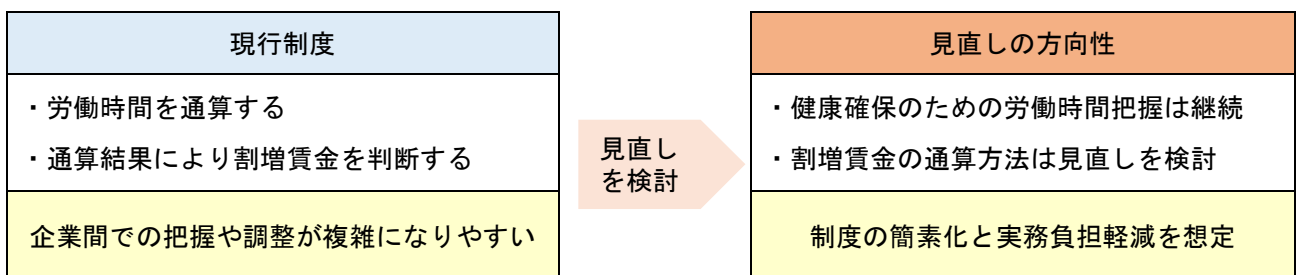 現行制度
・労働時間を通算する
・通算結果により割増賃金を判断する
企業間での把握や調整が複雑になりやすい
見直し
を検討
見直しの方向性
・健康確保のための労働時間把握は継続
・割増賃金の通算方法は見直しを検討
制度の簡素化と実務負担軽減を想定